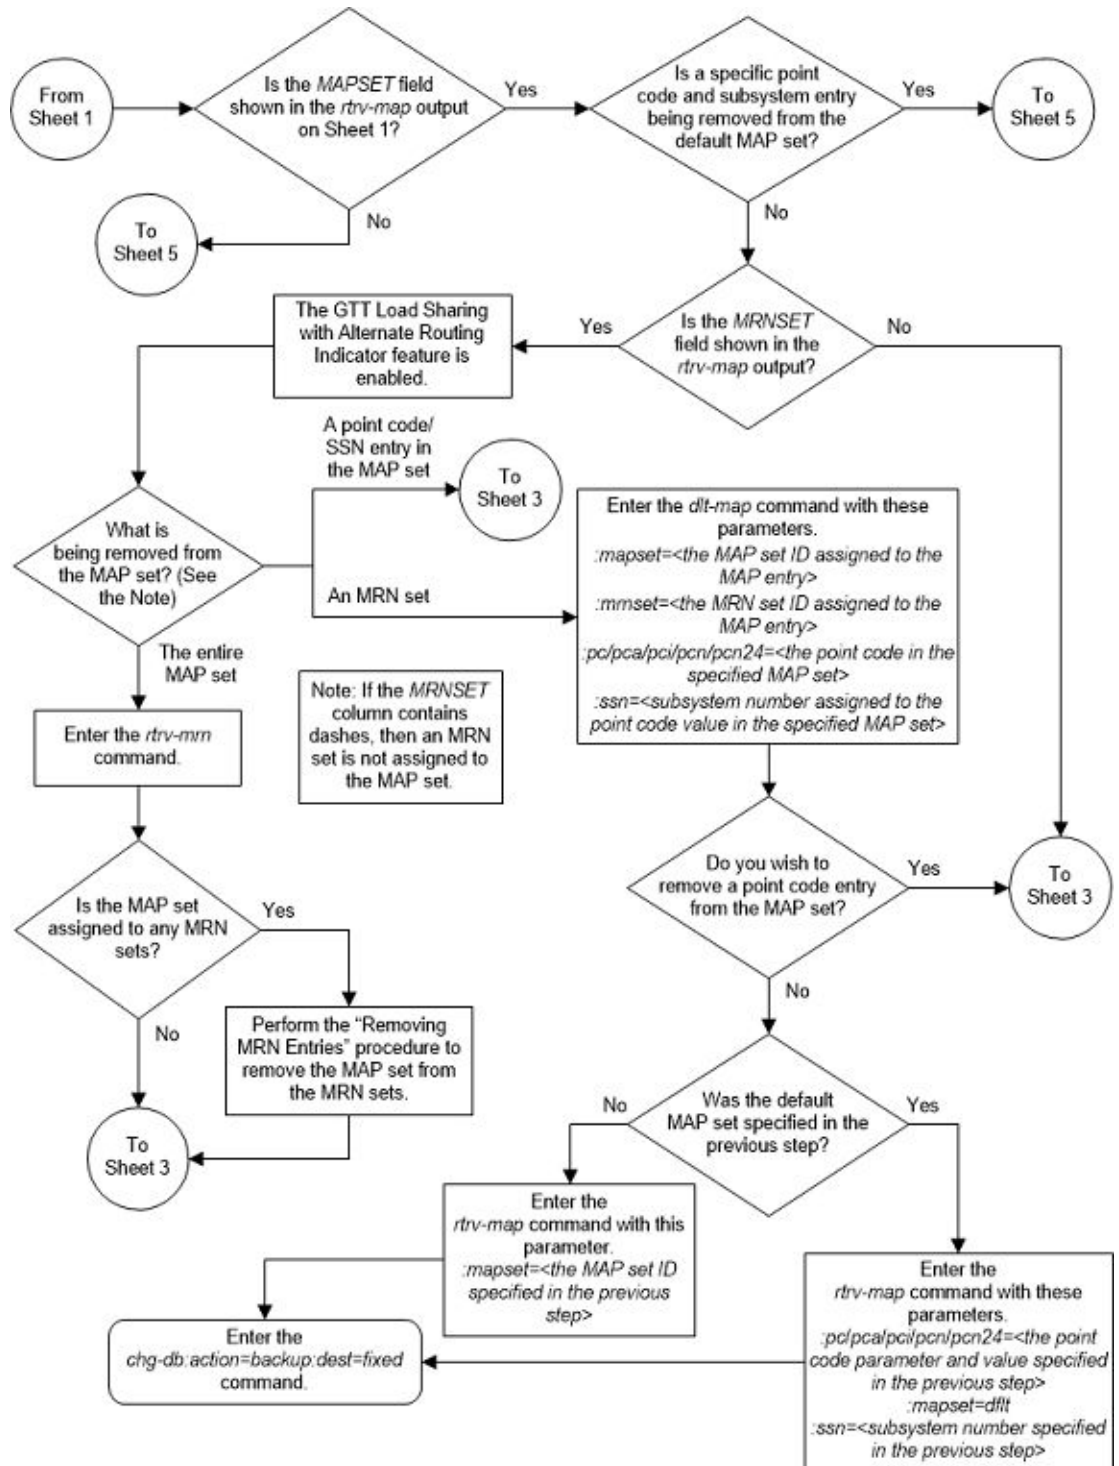 From
Sheet 1
Is the MAPSET field
shown in the rtrv-map output
on Sheet 1?
Yes
Is a specific point
code and subsystem entry
being removed from the
default MAP set?
Yes
To
Sheet 5
No
To
Sheet 5
No
Is the MRNSET
field shown in the
rtrv-map output?
Yes
No
The GTT Load Sharing
with Alternate Routing
Indicator feature is
enabled.
What is
being removed from
the MAP set? (See
the Note)
A point code/
SSN entry in
the MAP set
To
Sheet 3
An MRN set
The entire
MAP set
Enter the dlt-map command with these
parameters.
:mapset=<the MAP set ID assigned to the
MAP entry>
:mrnset=<the MRN set ID assigned to the
MAP entry>
:pc/pca/pci/pcn/pcn24=<the point code in the
specified MAP set>
:ssn=<subsystem number assigned to the
point code value in the specified MAP set>
Note: If the MRNSET
column contains
dashes, then an MRN
set is not assigned to
the MAP set.
Enter the rtrv-mrn
command.
Is the MAP set
assigned to any MRN
sets?
Yes
No
Perform the “Removing
MRN Entries” procedure to
remove the MAP set from
the MRN sets.
To
Sheet 3
Do you wish to
remove a point code entry
from the MAP set?
Yes
To
Sheet 3
No
Was the default
MAP set specified in the
previous step?
No
Yes
Enter the
rtrv-map command with this
parameter.
:mapset=<the MAP set ID
specified in the previous
step>
Enter the
rtrv-map command with these
parameters.
:pc/pca/pci/pcn/pcn24=<the point
code parameter and value specified
in the previous step>
:mapset=dflt
:ssn=<subsystem number specified
in the previous step>
Enter the
chg-db:action=backup:dest=fixed
command.